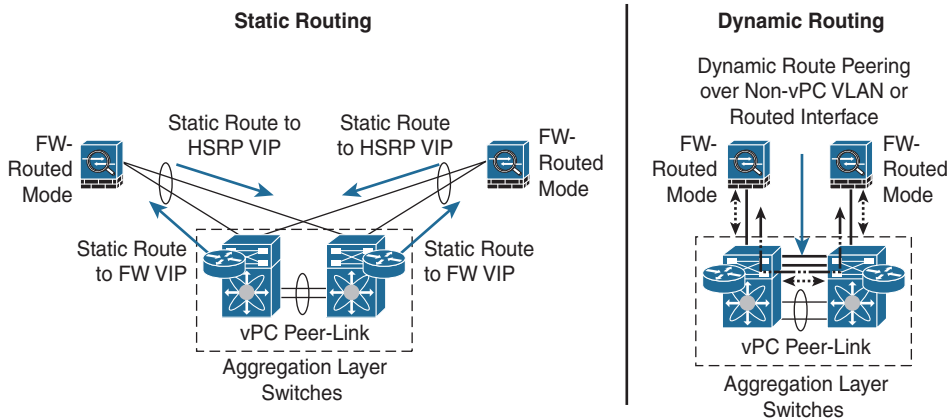 Static Routing
FW-
Routed
Mode
Static Route to
HSRP VIP
Static Route
to HSRP VIP
FW-
Routed
Mode
Static Route
to FW VIP
Static Route
to FW VIP
vPC Peer-Link
Aggregation Layer
Switches
Dynamic Routing
Dynamic Route Peering
over Non-vPC VLAN or
Routed Interface
FW-
Routed
Mode
FW-
Routed
Mode
vPC Peer-Link
Aggregation Layer
Switches